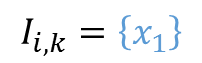 I_{i,k} = {x_1}